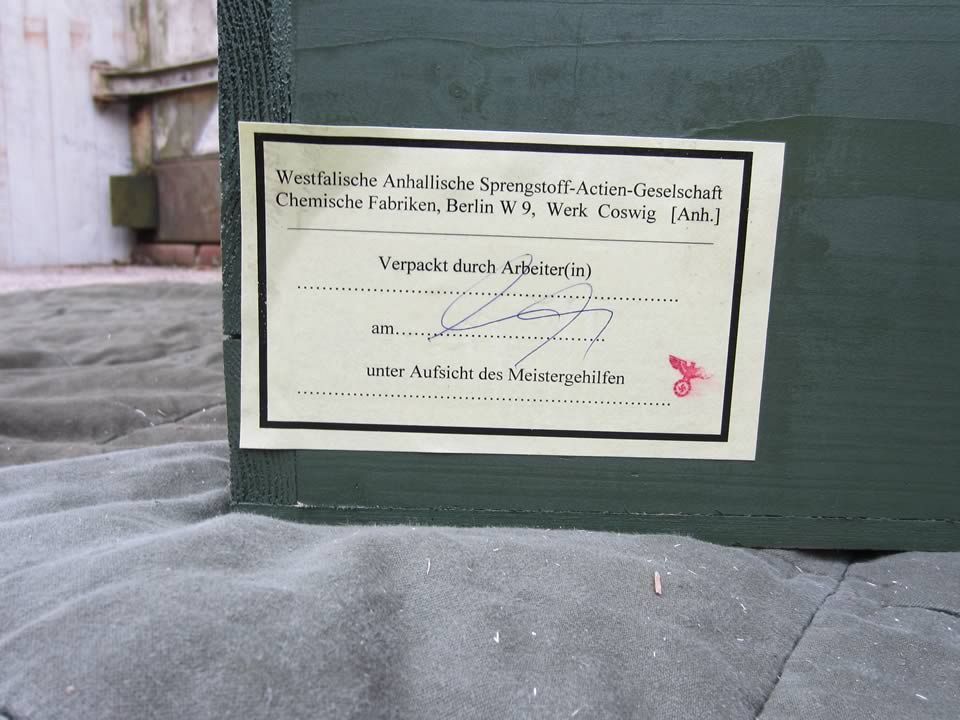 Westfalische Anhallische Sprengstoff-Actien-Geselschaft
Chemische Fabriken, Berlin W 9, Werk Coswig [Anh.]
Verpackt durch Arbeiter(in)
am
unter Aufsicht des Meistergehilfen